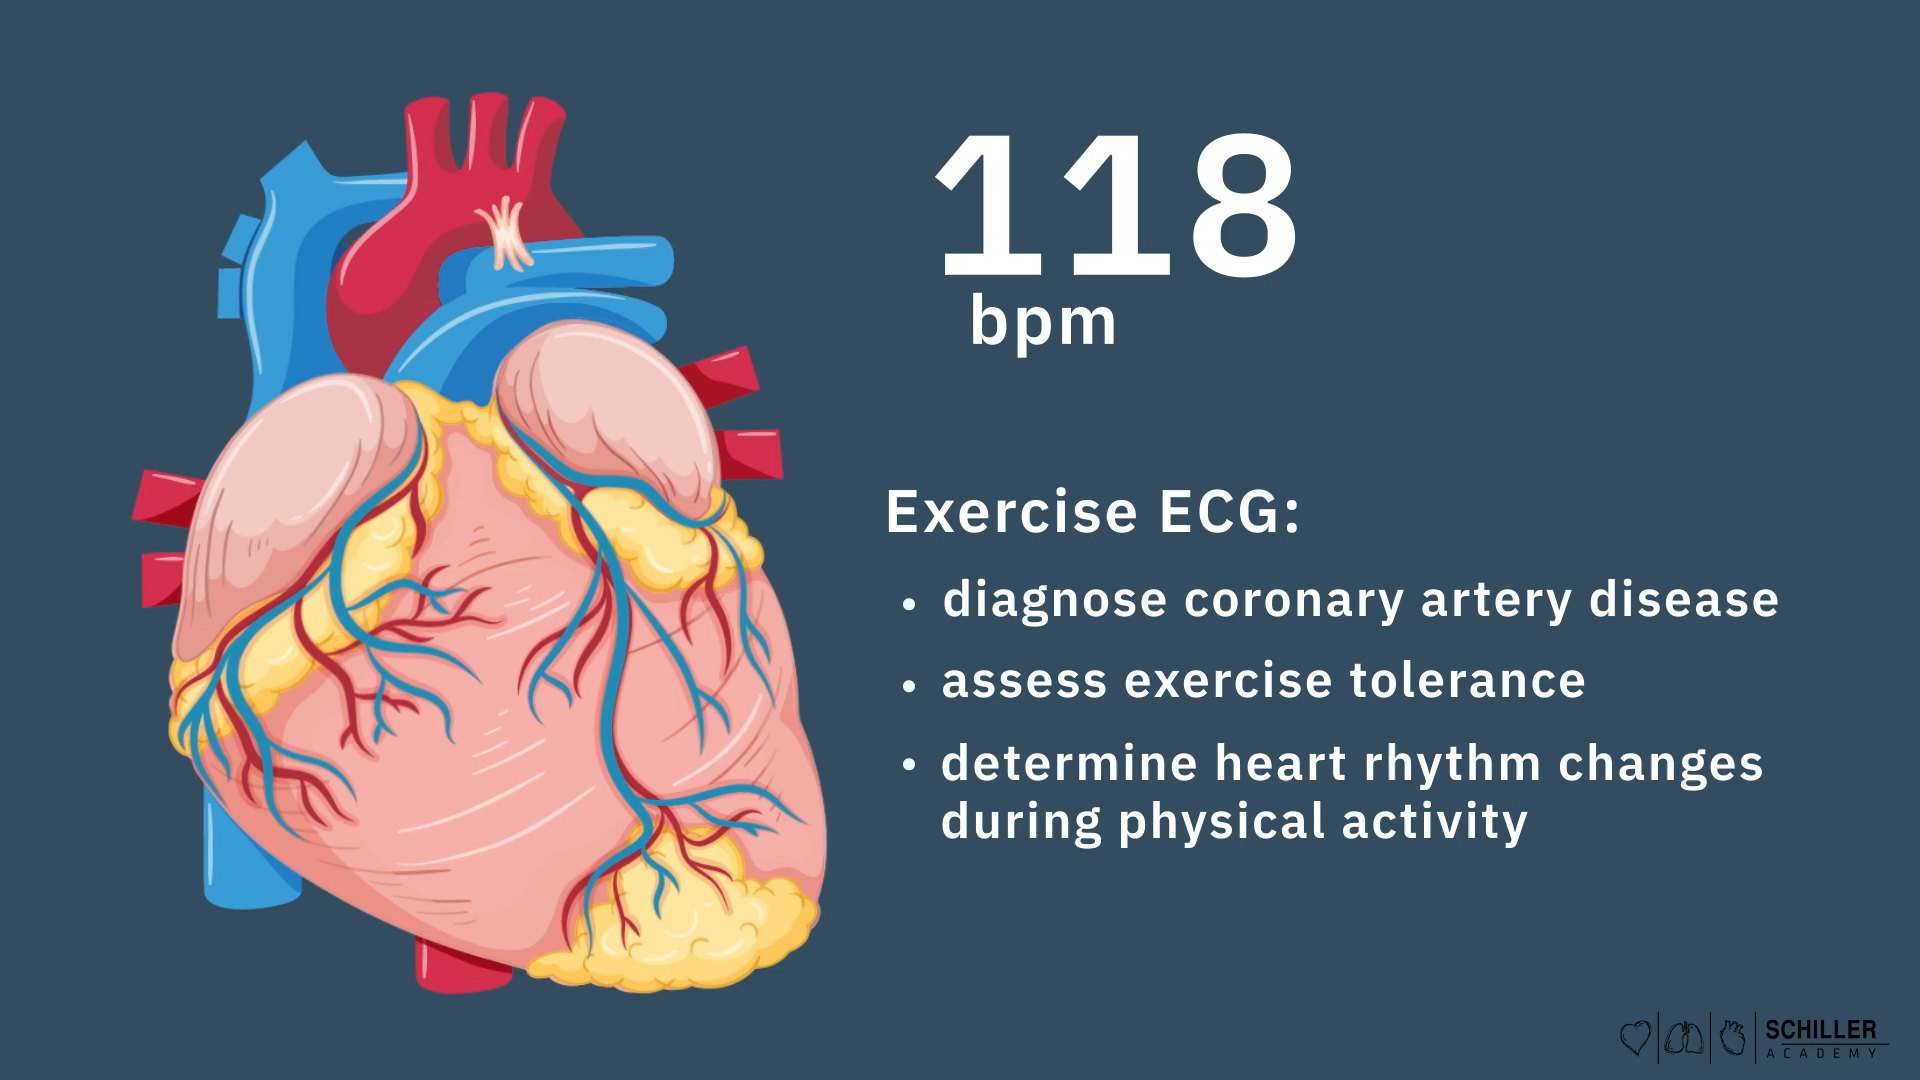 118
bpm
Exercise ECG:
• diagnose coronary artery disease
• assess exercise tolerance
• determine heart rhythm changes
during physical activity
SCHILLER
ACADEMY